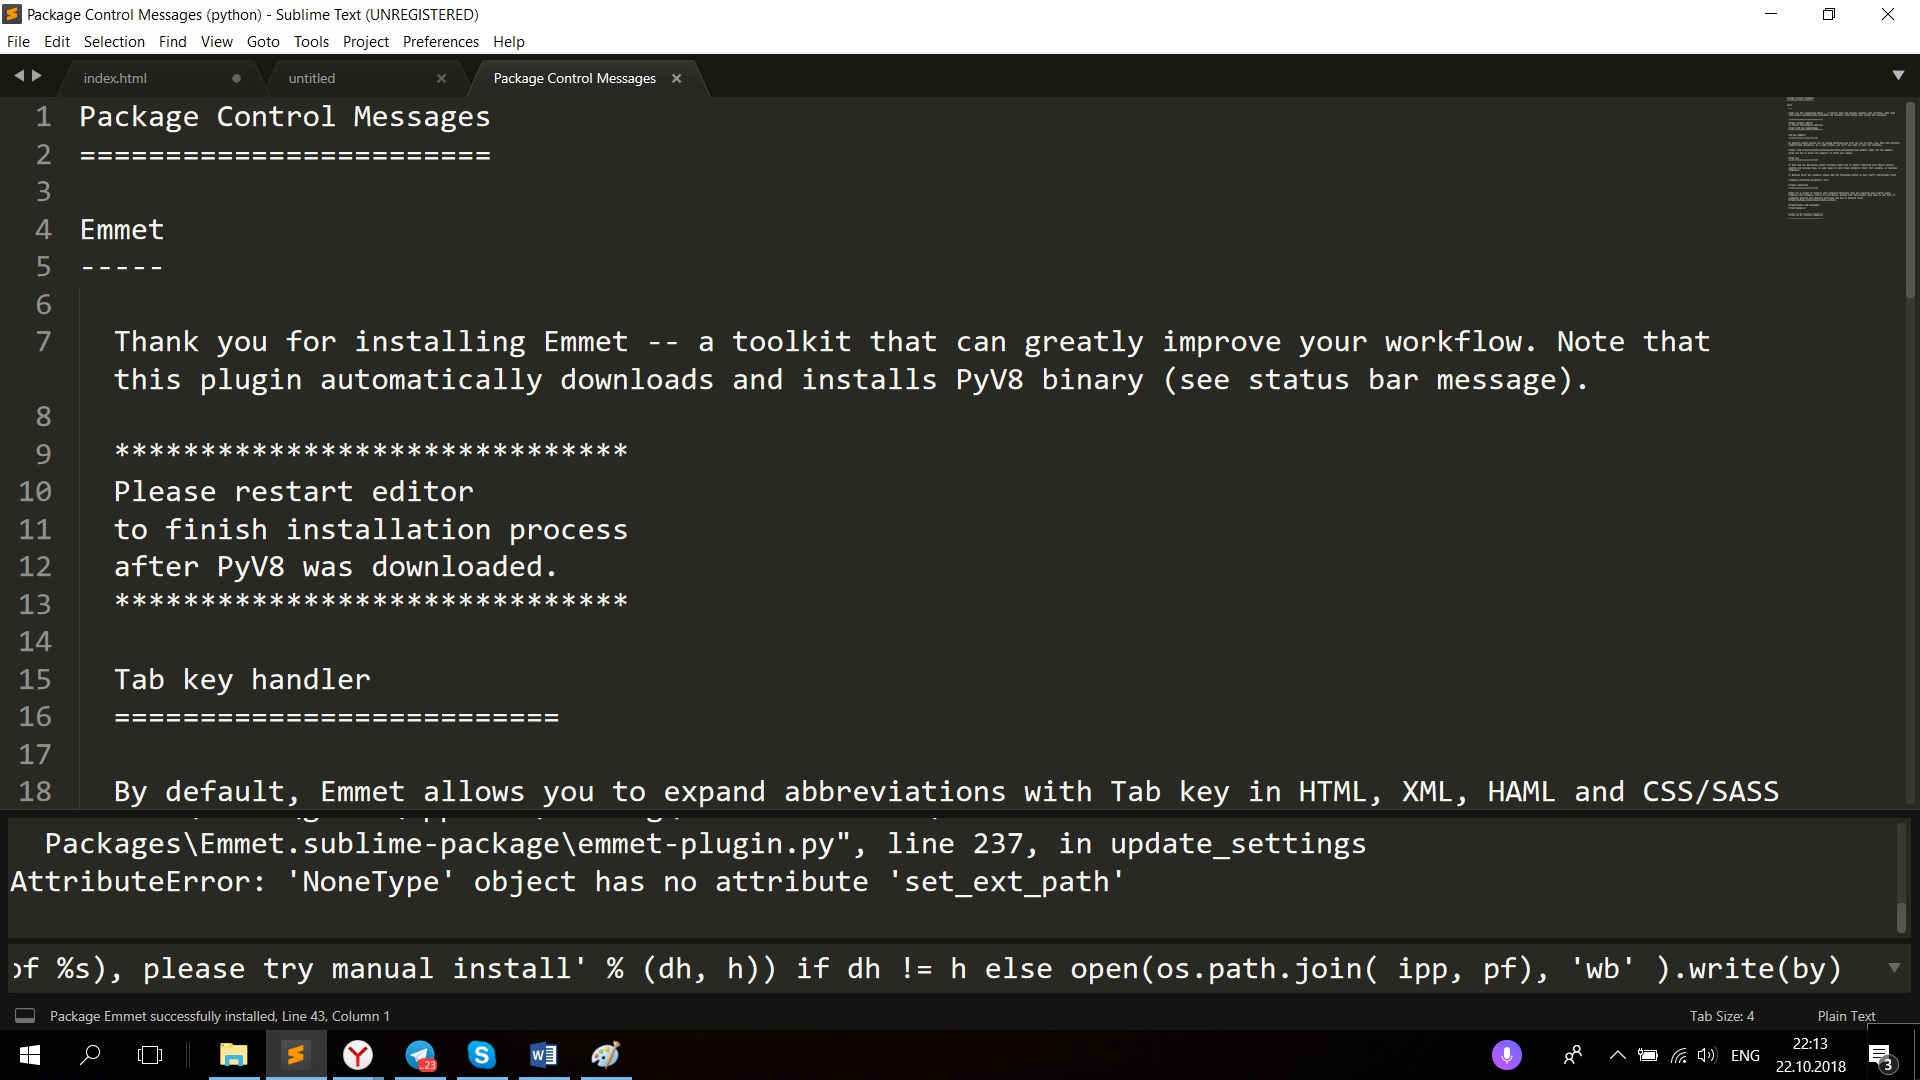 Package Control Messages (python) - Sublime Text (UNREGISTERED)
File Edit Selection Find View Goto Tools Project Preferences Help
index.html untitled Package Control Messages
1 Package Control Messages
2 ========================
3
4 Emmet
5 -----
6
7 Thank you for installing Emmet -- a toolkit that can greatly improve your workflow. Note that
this plugin automatically downloads and installs PyV8 binary (see status bar message).
8
9 ******************************
10 Please restart editor
11 to finish installation process
12 after PyV8 was downloaded.
13 ******************************
14
15 Tab key handler
16 ==========================
17
18 By default, Emmet allows you to expand abbreviations with Tab key in HTML, XML, HAML and CSS/SASS
Packages\Emmet.sublime-package\emmet-plugin.py", line 237, in update_settings
AttributeError: 'NoneType' object has no attribute 'set_ext_path'
of %s), please try manual install' % (dh, h)) if dh != h else open(os.path.join( ipp, pf), 'wb' ).write(by)
Package Emmet successfully installed, Line 43, Column 1 Tab Size: 4 Plain Text
..23
ENG
22:13
22.10.2018
3